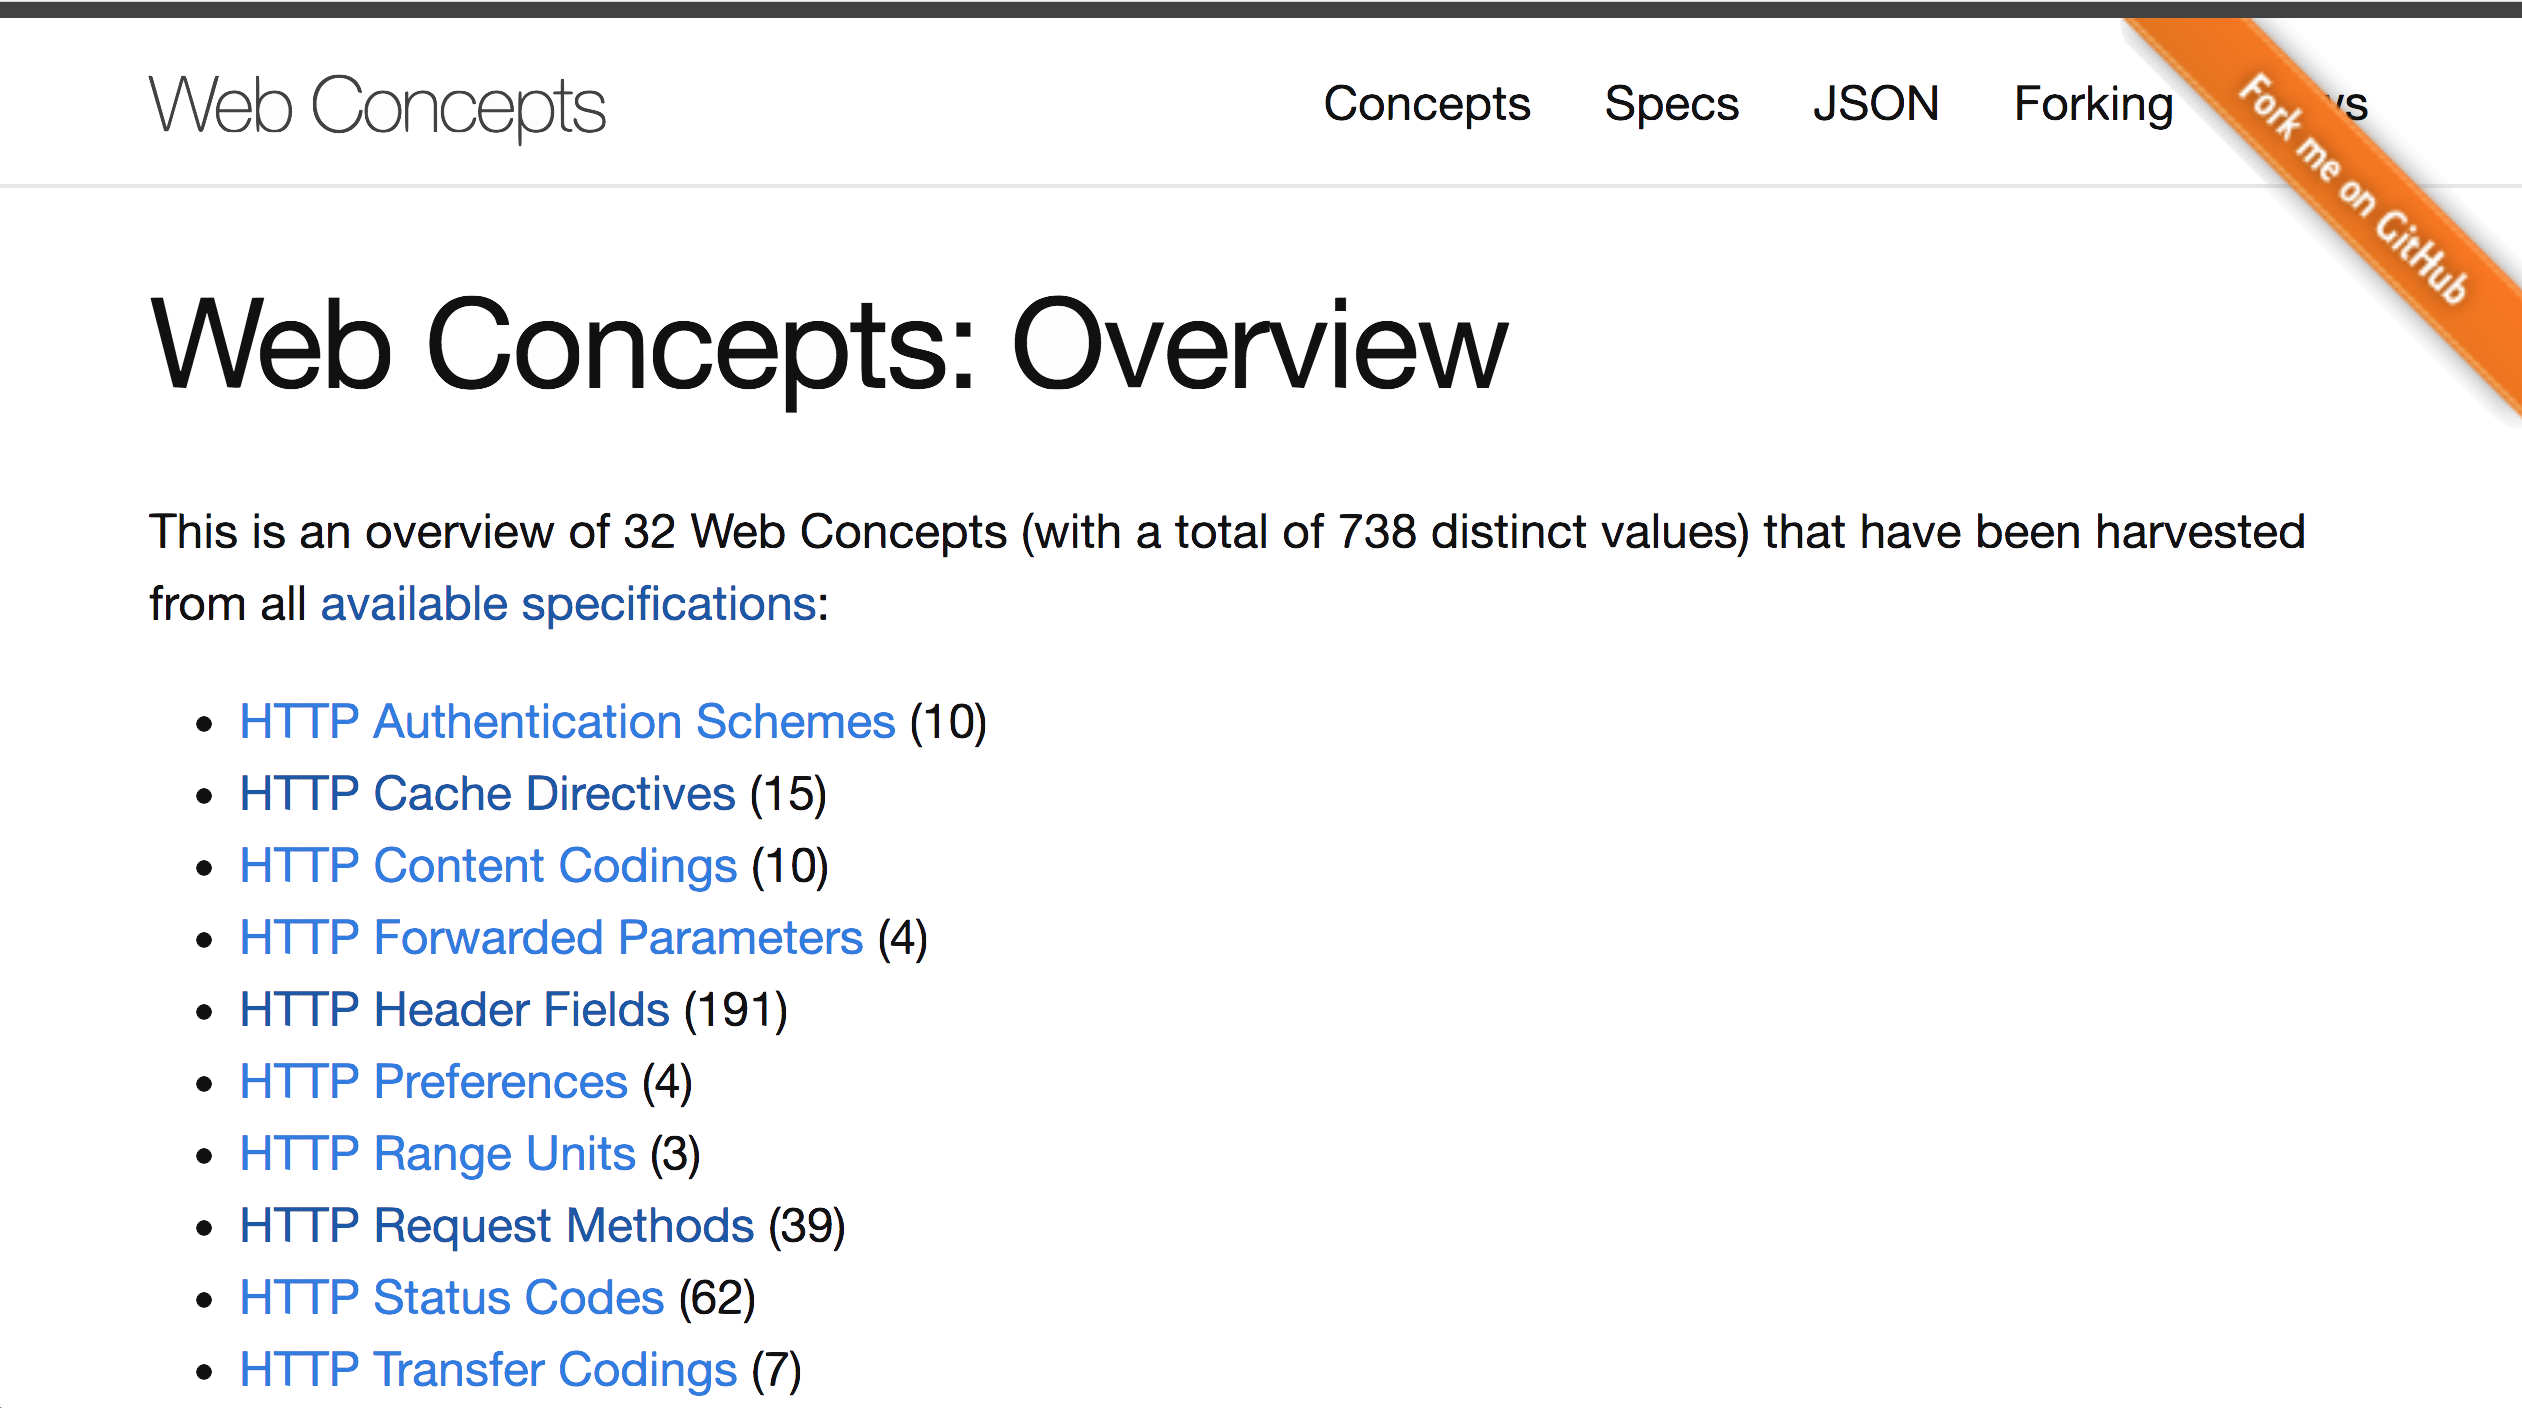 Web Concepts
Concepts Specs JSON Forking
Fork me on GitHub
Web Concepts: Overview
This is an overview of 32 Web Concepts (with a total of 738 distinct values) that have been harvested
from all available specifications:
• HTTP Authentication Schemes (10)
• HTTP Cache Directives (15)
• HTTP Content Codings (10)
• HTTP Forwarded Parameters (4)
• HTTP Header Fields (191)
• HTTP Preferences (4)
• HTTP Range Units (3)
• HTTP Request Methods (39)
• HTTP Status Codes (62)
• HTTP Transfer Codings (7)